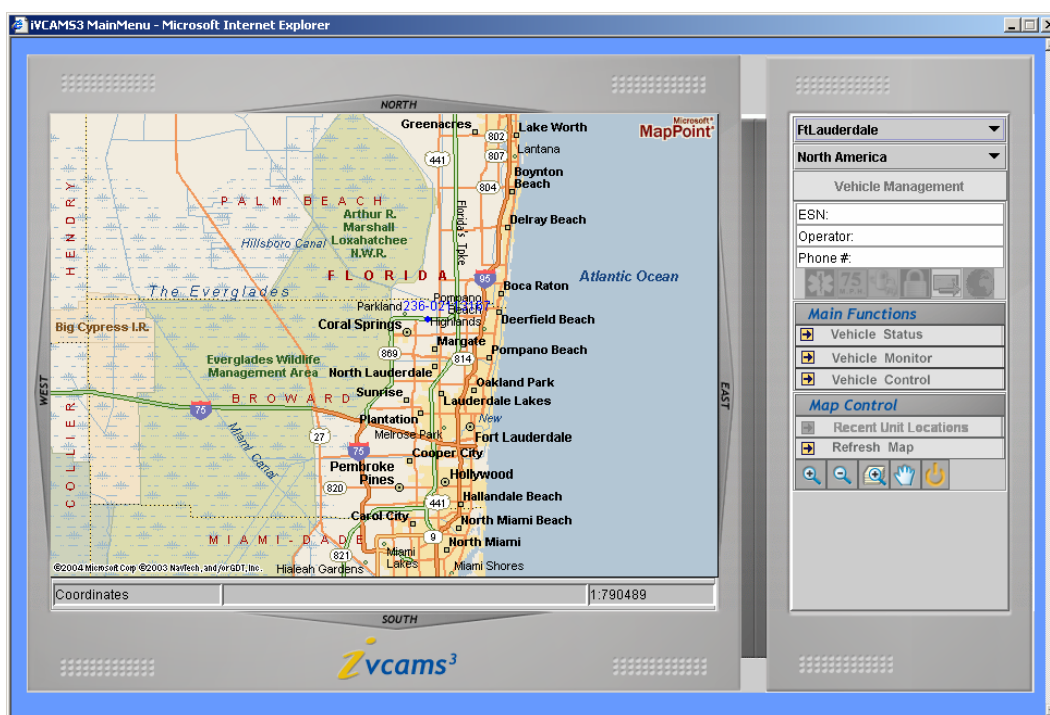 iVCAMS3 MainMenu - Microsoft Internet Explorer
NORTH
Greenacres
802
Lake Worth
Microsoft®
MapPoint®
Lantana
441
807
Boynton
Beach
804
PALM BEACH
Arthur R.
Marshall
Loxahatchee
N.W.R.
Florida's Tpke
Delray Beach
HENDRY
Hillsboro Canal
FLORIDA
95
Atlantic Ocean
The Everglades
Boca Raton
Parkland
Pompano
Beach
Highlands
Big Cypress I.R.
Coral Springs
Deerfield Beach
Margate
869
814
Pompano Beach
Everglades Wildlife
Management Area
North Lauderdale
Oakland Park
WEST
EAST
BROWARD
Sunrise
Lauderdale Lakes
75
Plantation
New
COLLIER
Miami Canal
27
Melrose Park
Fort Lauderdale
75
Cooper City
Pembroke
Pines
Hollywood
820
441
Hallandale Beach
Carol City
North Miami Beach
9
MIAMI-DADE
North Miami
821
Miami
Lakes
Hialeah Gardens
Miami Shores
©2004 Microsoft Corp ©2003 NavTech, and/or GDT, Inc.
Coordinates
1:790489
SOUTH
ivcams3
FtLauderdale
North America
Vehicle Management
ESN:
Operator:
Phone #:
75
Main Functions
Vehicle Status
Vehicle Monitor
Vehicle Control
Map Control
Recent Unit Locations
Refresh Map